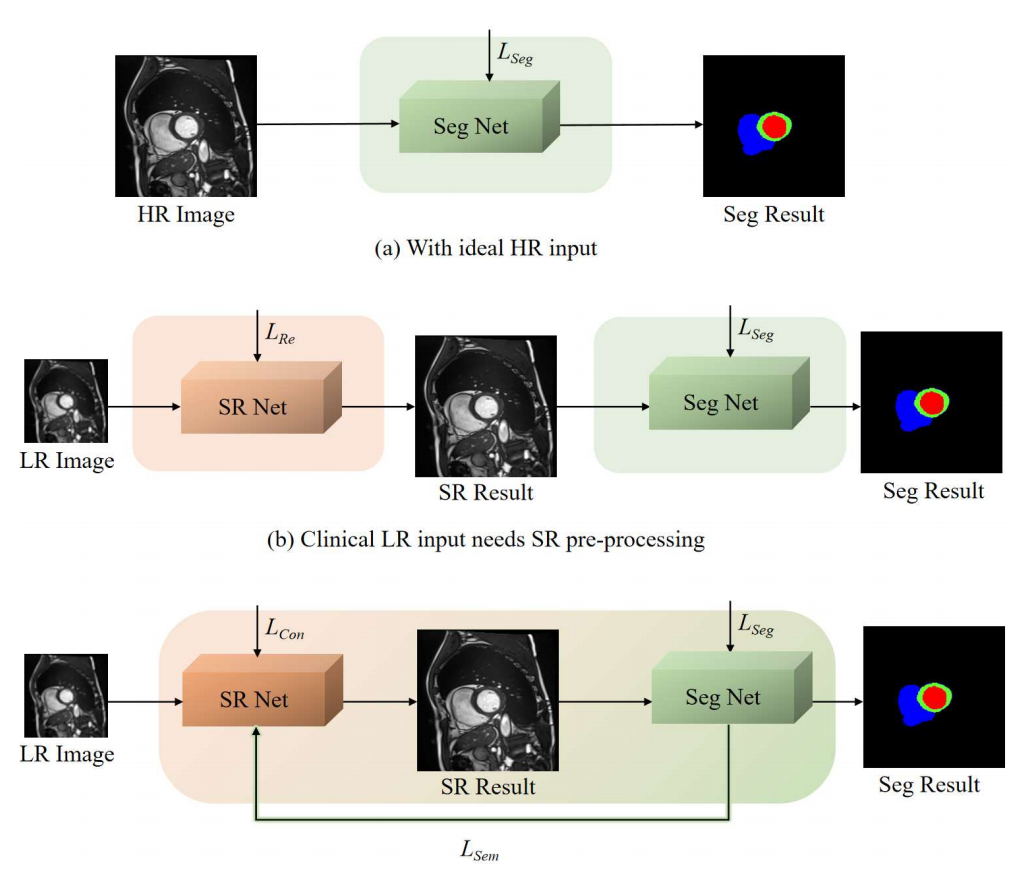 L_Seg
Seg Net
HR Image
Seg Result
(a) With ideal HR input
L_Re
L_Seg
SR Net
Seg Net
LR Image
SR Result
Seg Result
(b) Clinical LR input needs SR pre-processing
L_Con
L_Seg
SR Net
Seg Net
LR Image
SR Result
Seg Result
L_Sem